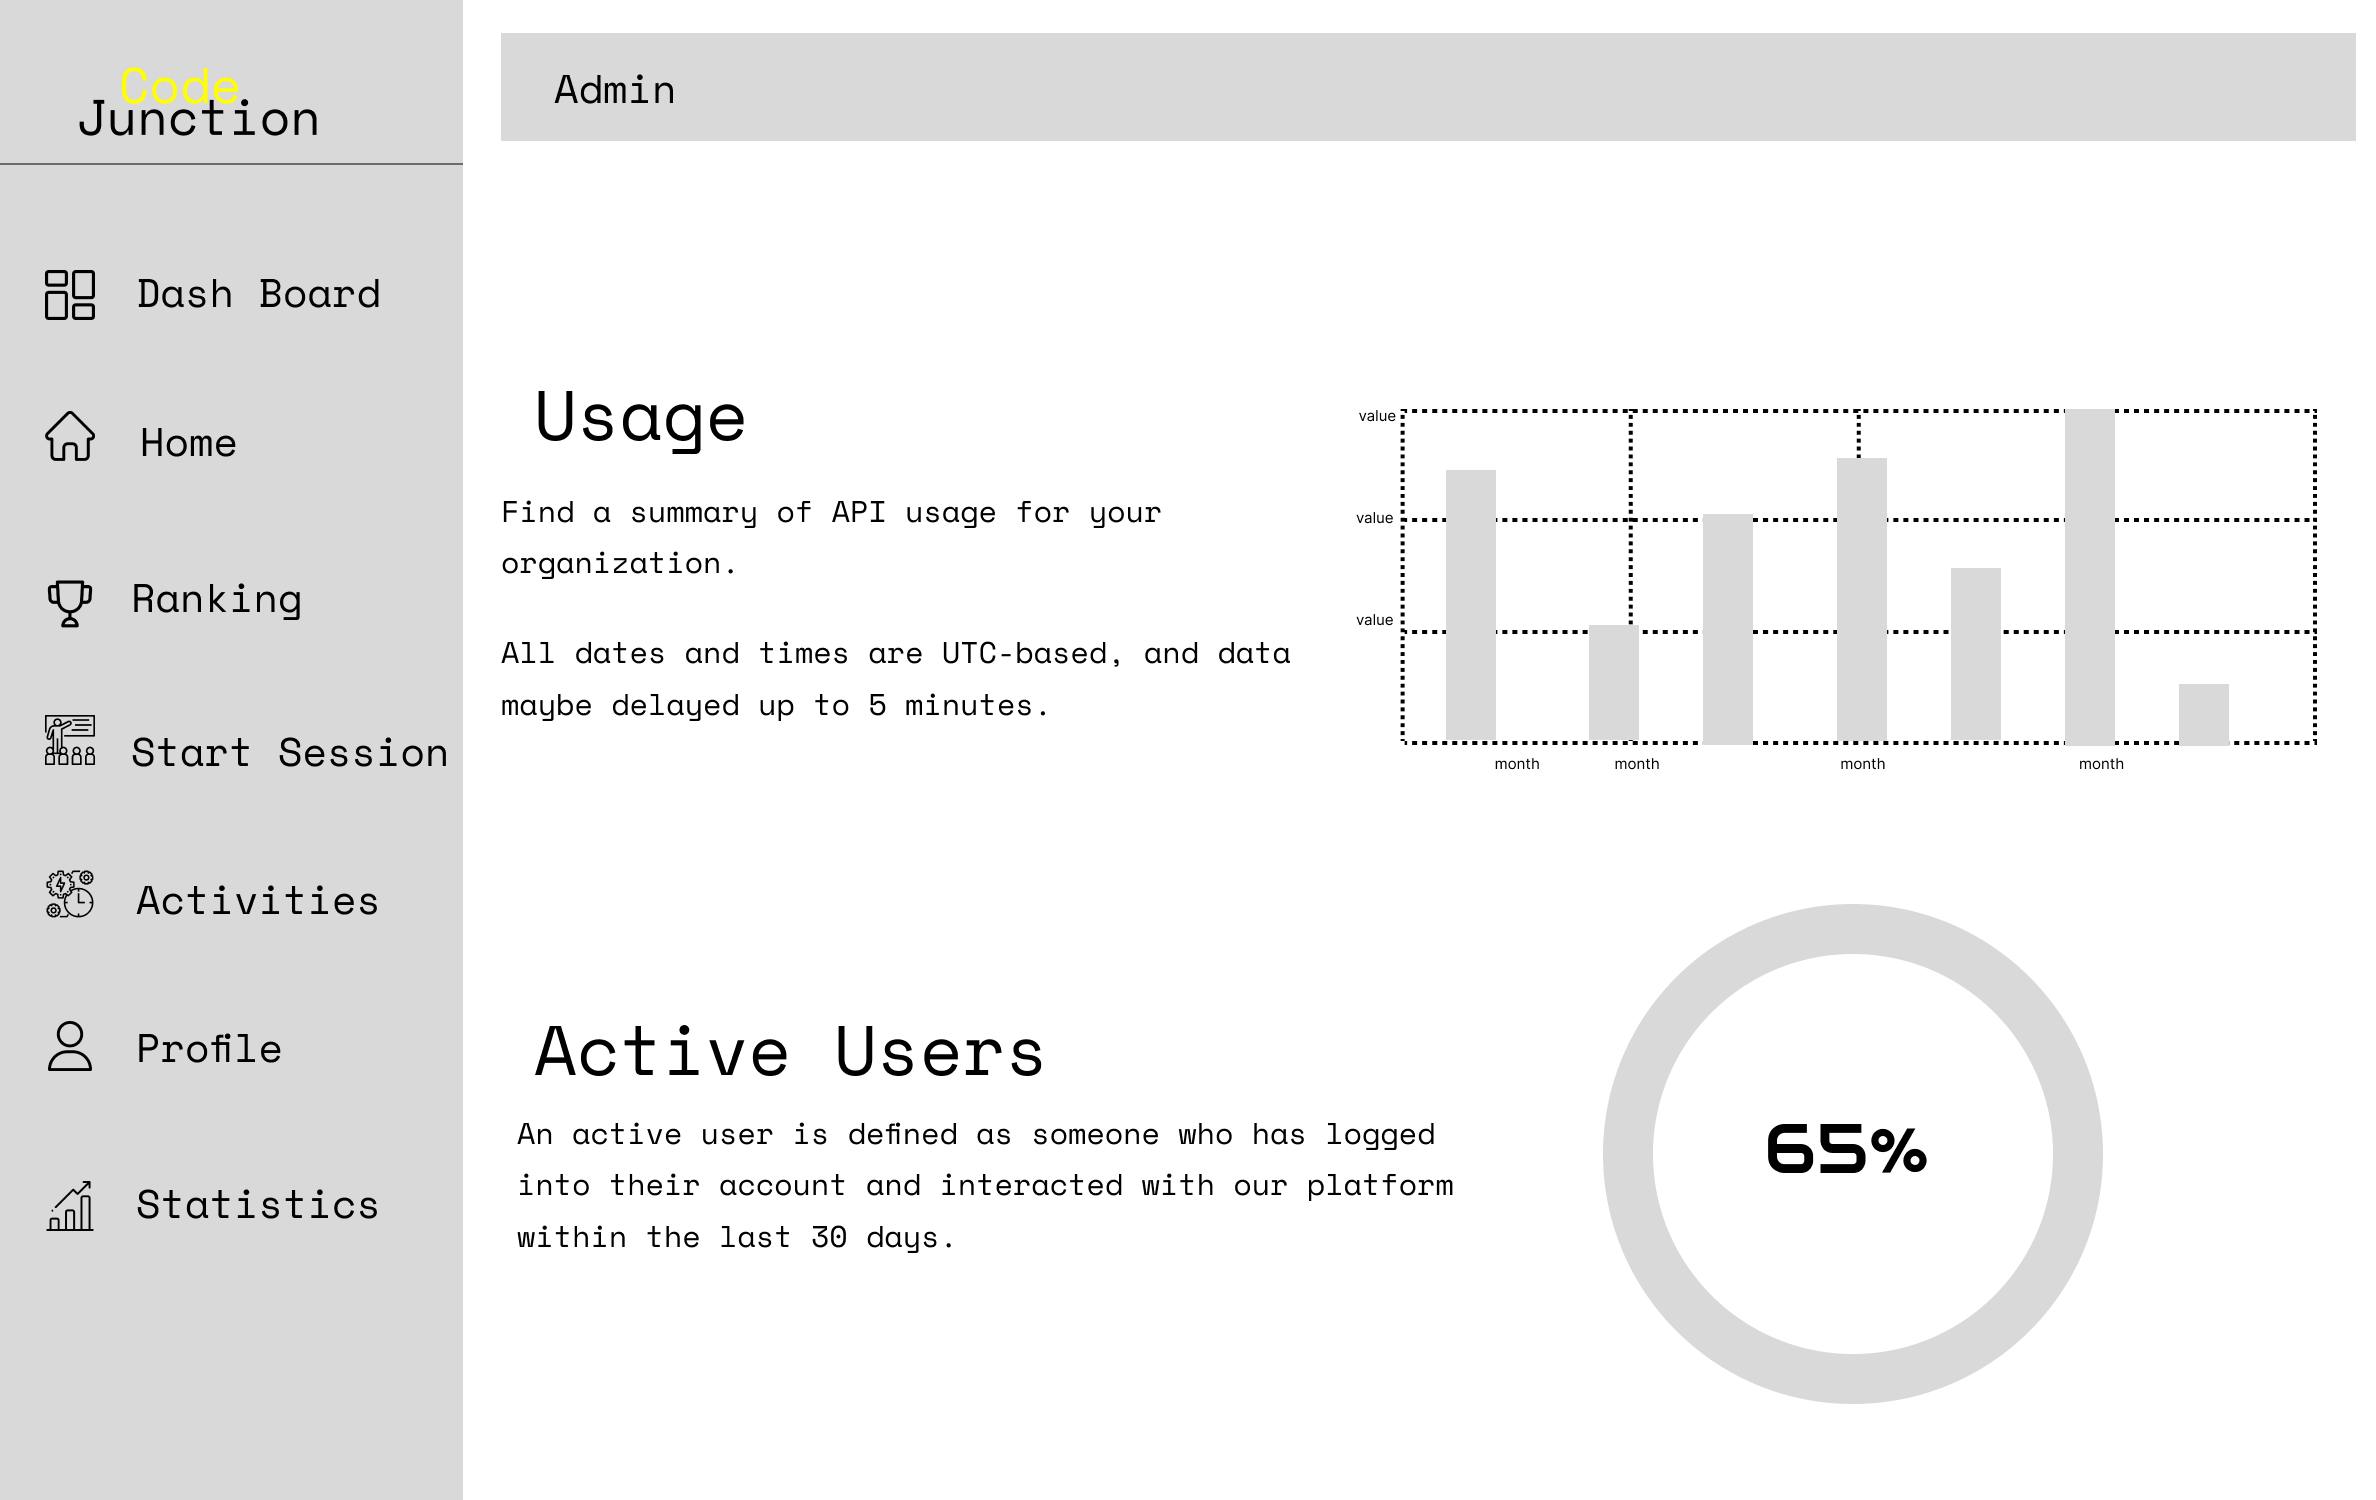 Code
Junction
Admin
Dash Board
Home
Ranking
Start Session
Activities
Profile
Statistics
Usage
Find a summary of API usage for your
organization.
All dates and times are UTC-based, and data
maybe delayed up to 5 minutes.
value
value
value
month month month month
Active Users
An active user is defined as someone who has logged
into their account and interacted with our platform
within the last 30 days.
65%